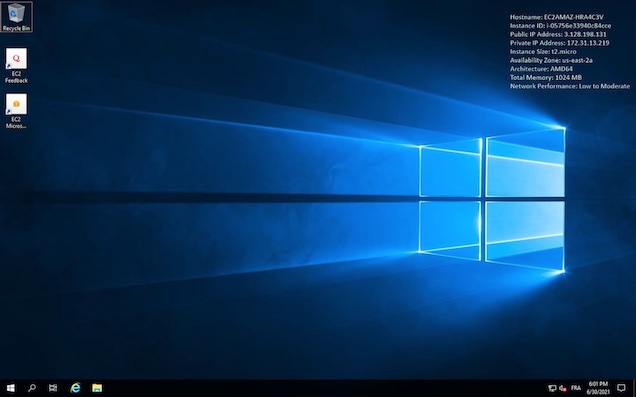 Recycle Bin
EC2
Feedback
EC2
Micros...
Hostname: EC2AMAZ-HRA4C3V
Instance ID: i-05756e33940c84cce
Public IP Address: 3.128.198.131
Private IP Address: 172.31.13.219
Instance Size: t2.micro
Availability Zone: us-east-2a
Architecture: AMD64
Total Memory: 1024 MB
Network Performance: Low to Moderate
FRA
6:01 PM
6/30/2021